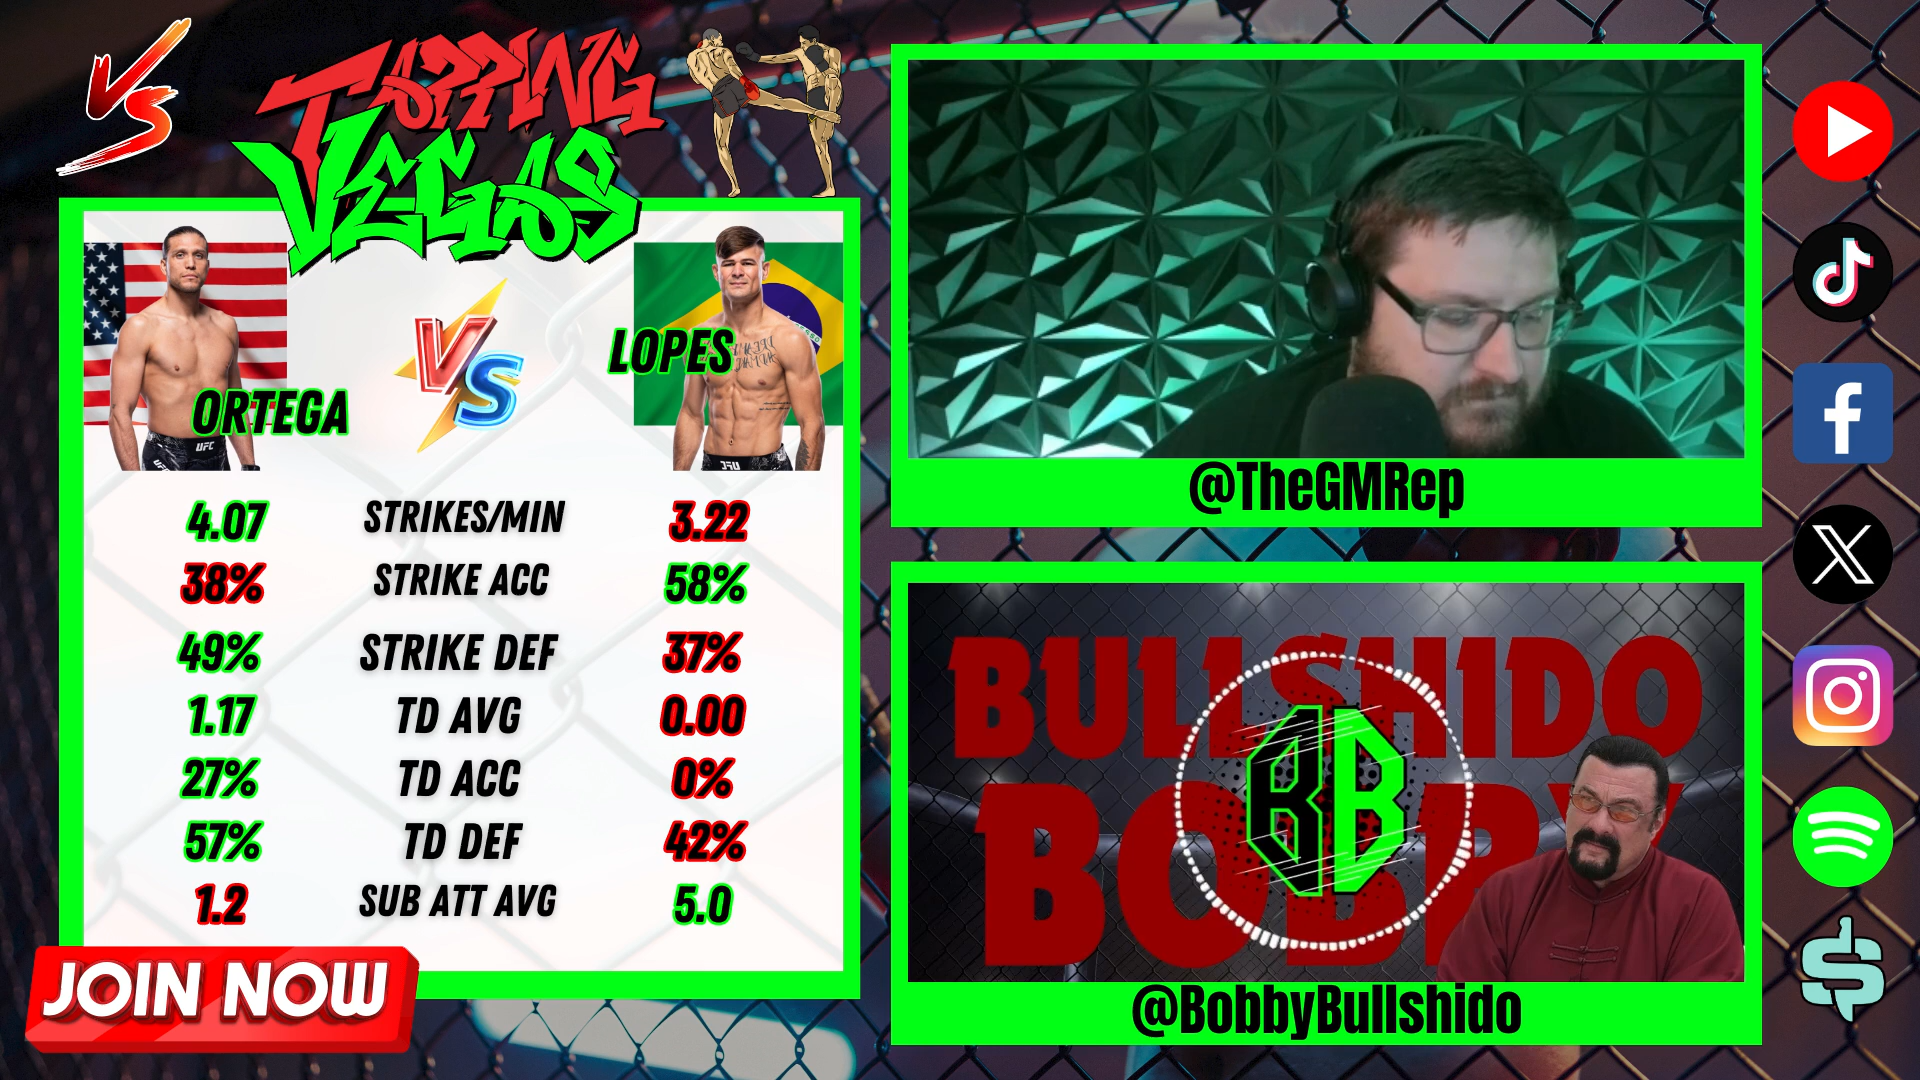 VS
TAPPING
VEGAS
VS
ORTEGA
LOPES
UFC
4.07 STRIKES/MIN 3.22
38% STRIKE ACC 58%
49% STRIKE DEF 37%
1.17 TD AVG 0.00
27% TD ACC 0%
57% TD DEF 42%
1.2 SUB ATT AVG 5.0
JOIN NOW
@TheGMRep
BULLSHIDO
BOBBY
BB
@BobbyBullshido